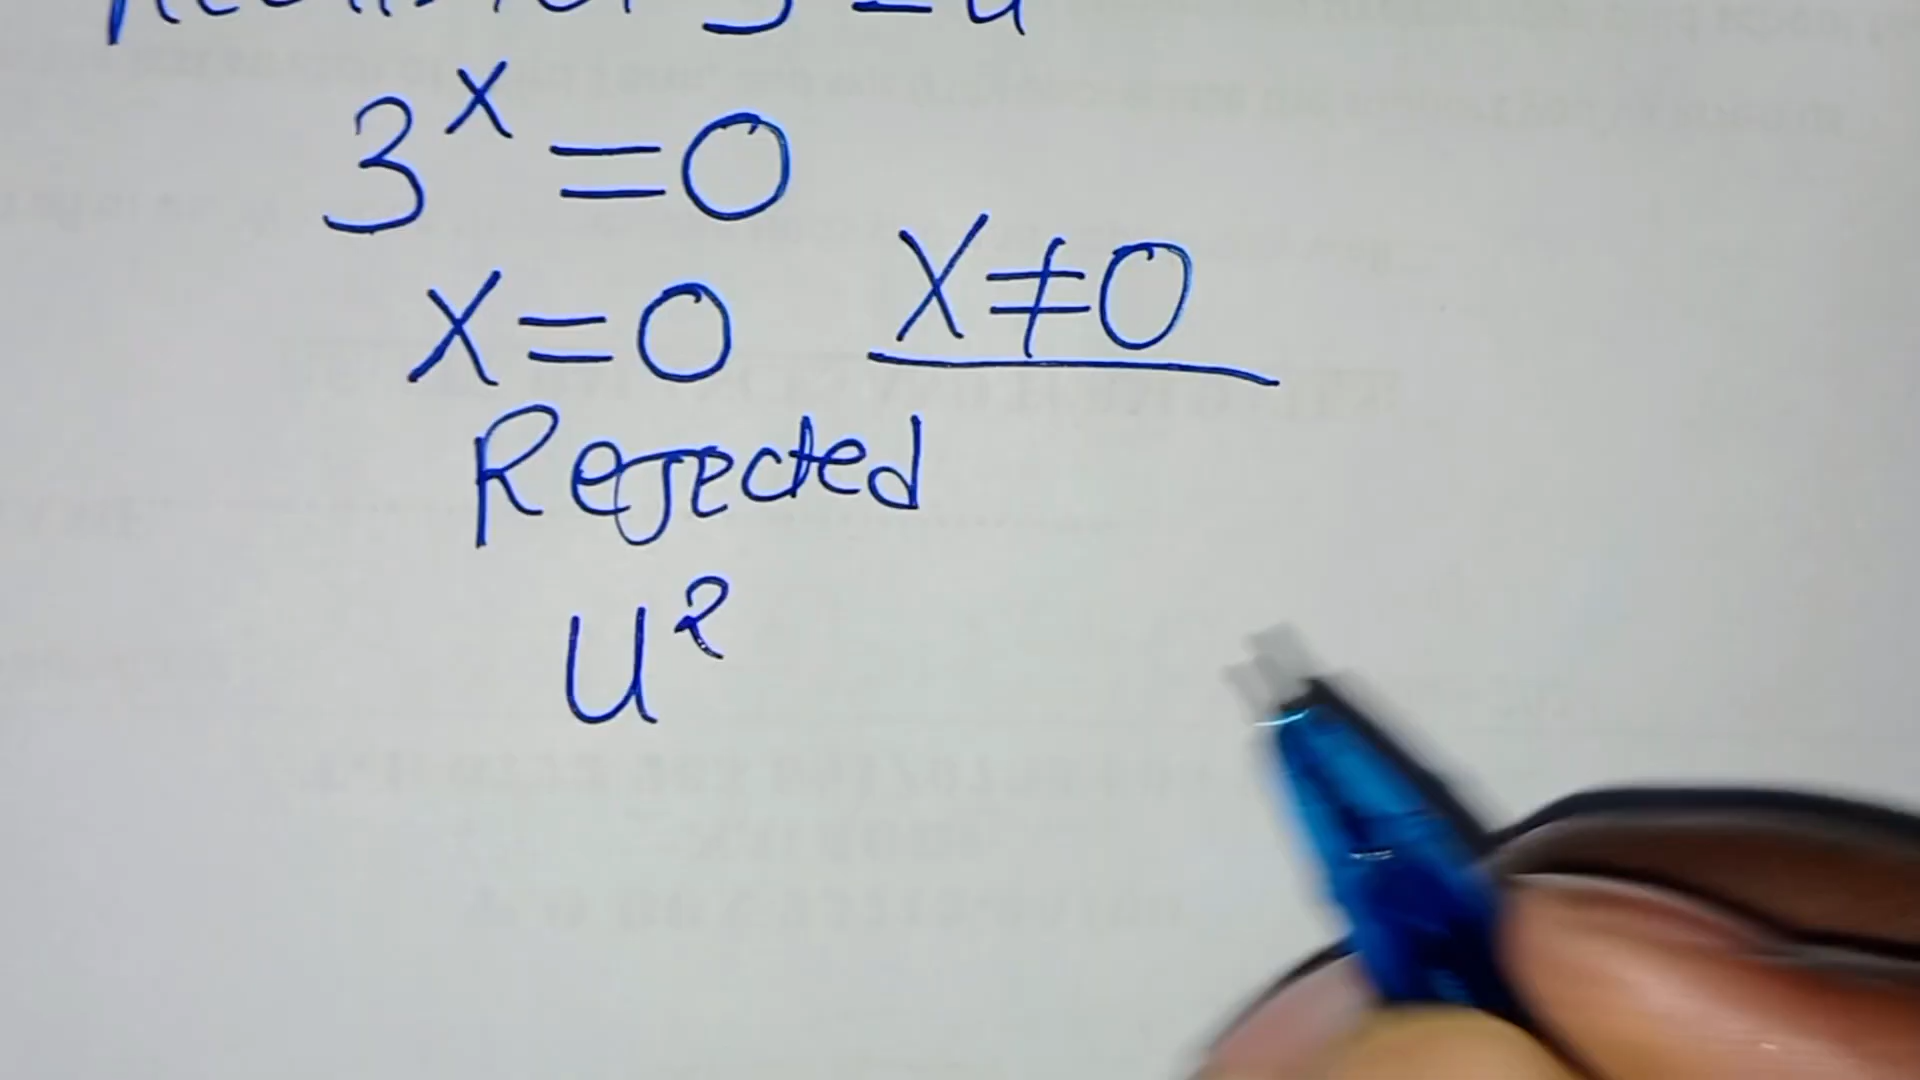 3^x = 0
x = 0
x ≠ 0
Rejected
u²